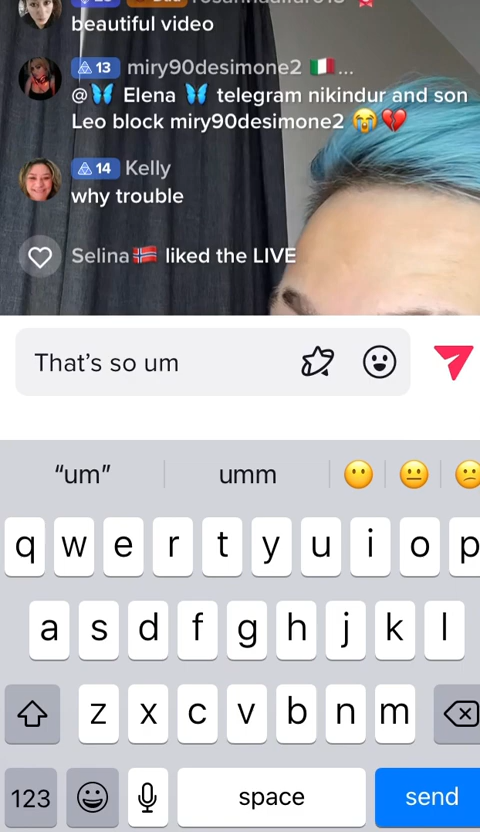 beautiful video
13 miry90desimone2 🇮🇹...
@🦋 Elena 🦋 telegram nikindur and son
Leo block miry90desimone2 😭💔
14 Kelly
why trouble
Selina🇳🇴 liked the LIVE
That’s so um
“um” umm 😶 😐 😕
q w e r t y u i o p
a s d f g h j k l
z x c v b n m
123 space send